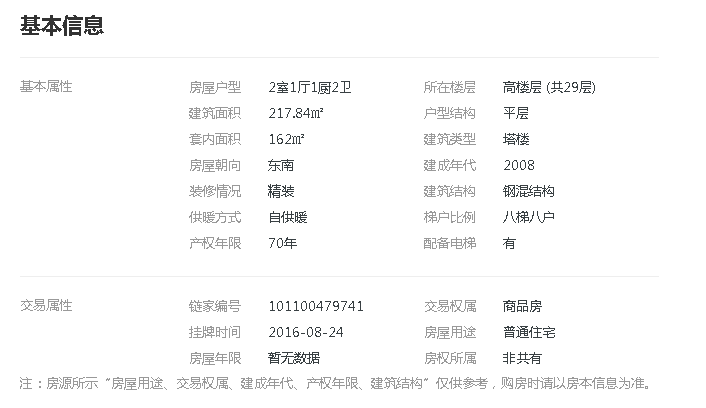 基本信息
基本属性 房屋户型 2室1厅1厨2卫 所在楼层 高楼层 (共29层)
建筑面积 217.84㎡ 户型结构 平层
套内面积 162㎡ 建筑类型 塔楼
房屋朝向 东南 建成年代 2008
装修情况 精装 建筑结构 钢混结构
供暖方式 自供暖 梯户比例 八梯八户
产权年限 70年 配备电梯 有
交易属性 链家编号 101100479741 交易权属 商品房
挂牌时间 2016-08-24 房屋用途 普通住宅
房屋年限 暂无数据 房权所属 非共有
注：房源所示“房屋用途、交易权属、建成年代、产权年限、建筑结构”仅供参考，购房时请以房本信息为准。